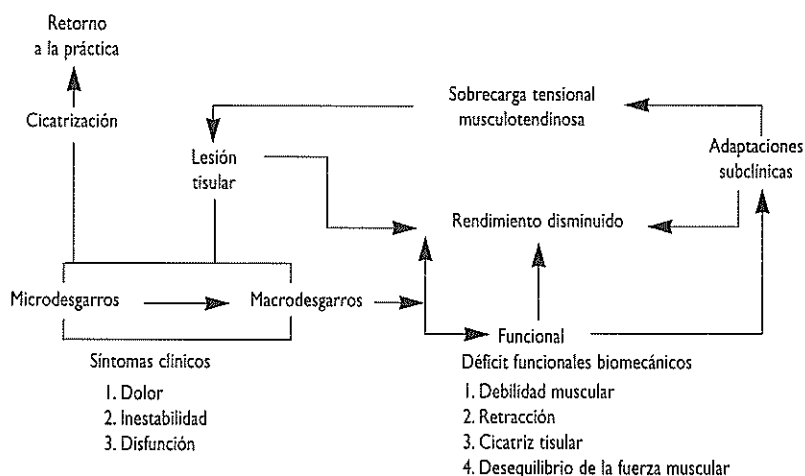 Retorno
a la práctica
Cicatrización
Sobrecarga tensional
musculotendinosa
Lesión
tisular
Adaptaciones
subclínicas
Rendimiento disminuido
Microdesgarros
Macrodesgarros
Funcional
Síntomas clínicos
1. Dolor
2. Inestabilidad
3. Disfunción
Déficit funcionales biomecánicos
1. Debilidad muscular
2. Retracción
3. Cicatriz tisular
4. Desequilibrio de la fuerza muscular